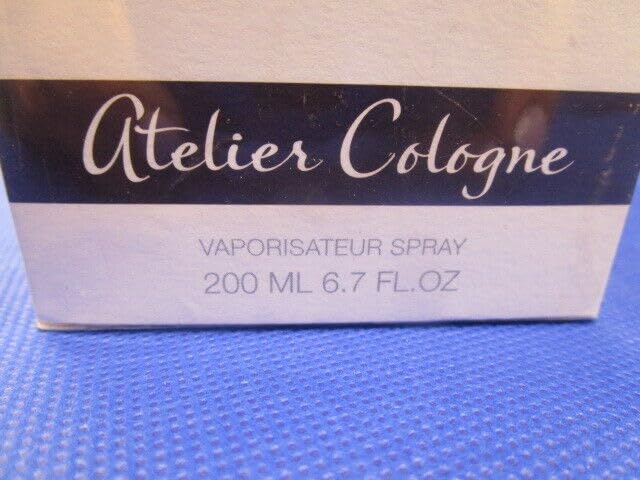 Atelier Cologne
VAPORISATEUR SPRAY
200 ML 6.7 FL.OZ